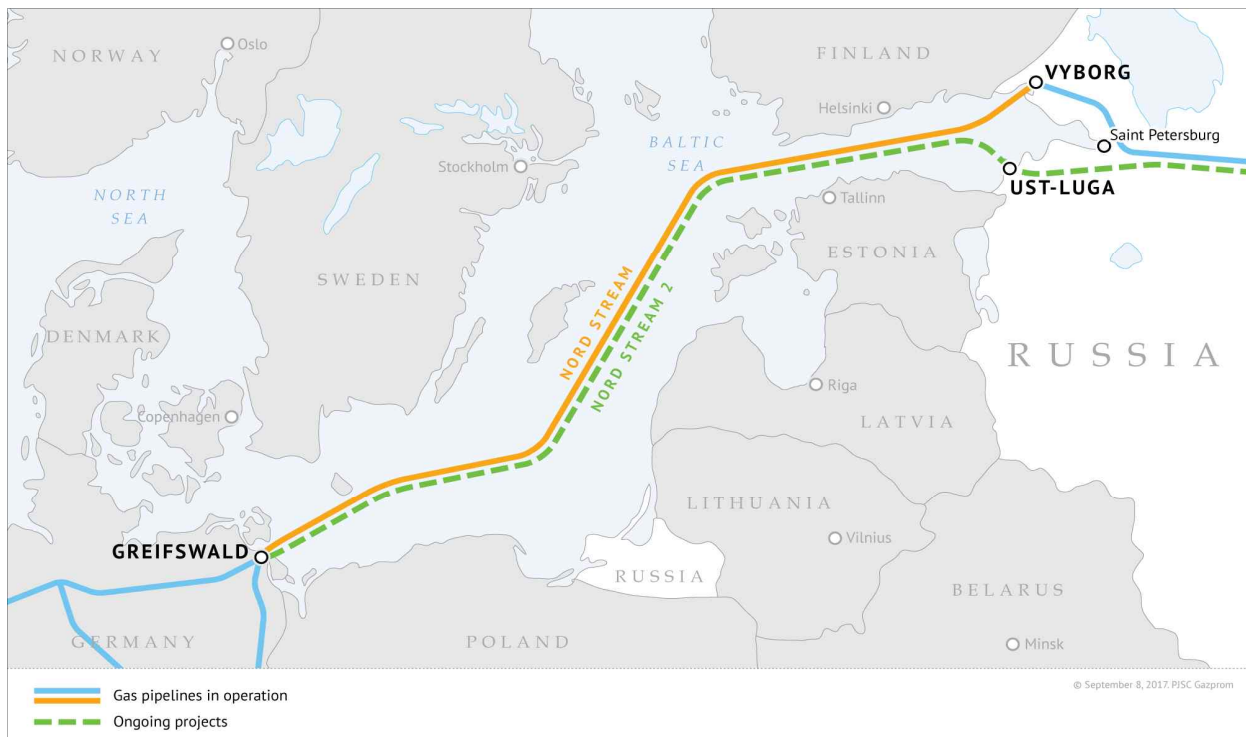 NORWAY
Oslo
FINLAND
VYBORG
Helsinki
Saint Petersburg
BALTIC
SEA
Stockholm
UST-LUGA
NORTH
SEA
Tallinn
ESTONIA
SWEDEN
NORD STREAM
NORD STREAM 2
DENMARK
RUSSIA
Riga
Copenhagen
LATVIA
LITHUANIA
Vilnius
GREIFSWALD
RUSSIA
BELARUS
GERMANY
POLAND
Minsk
Gas pipelines in operation
© September 8, 2017. PJSC Gazprom
Ongoing projects